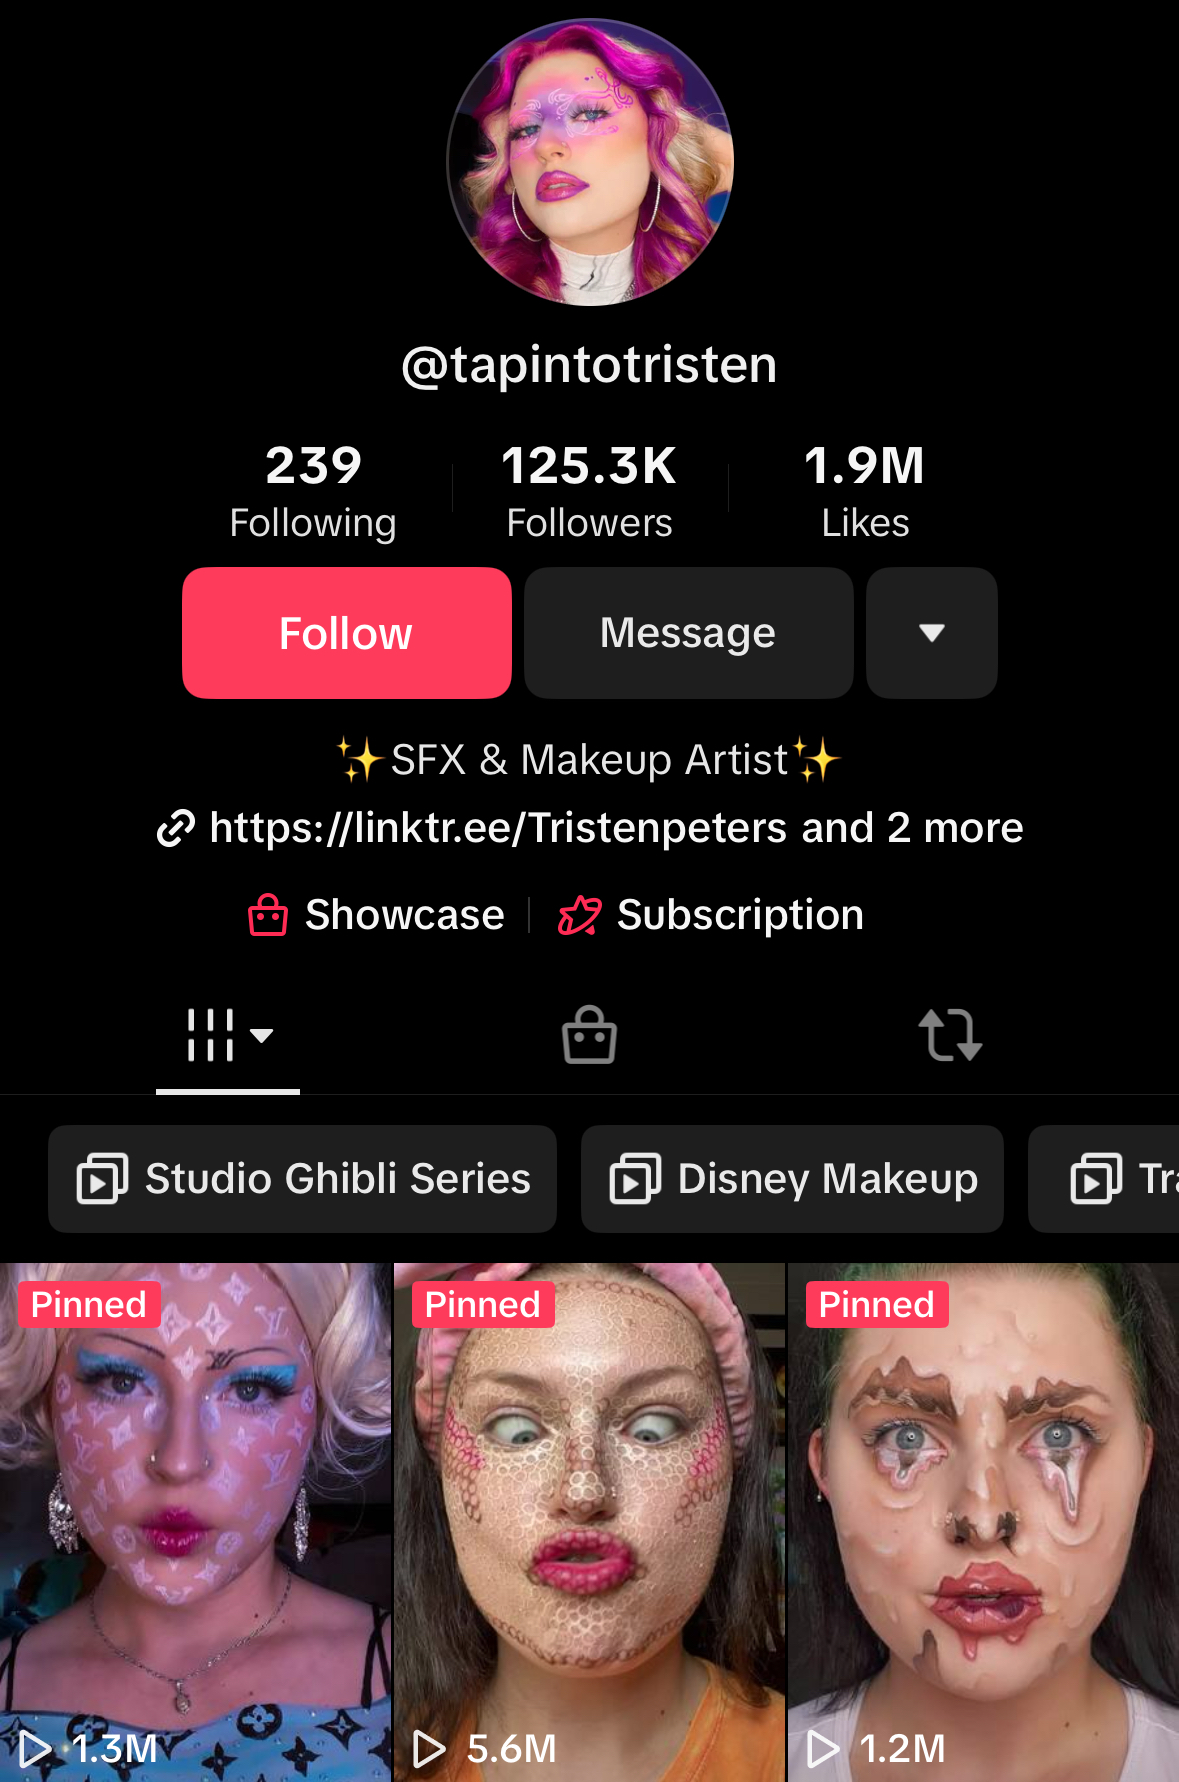 @tapintotristen
239 125.3K 1.9M
Following Followers Likes
Follow Message
✨SFX & Makeup Artist✨
https://linktr.ee/Tristenpeters and 2 more
Showcase Subscription
Studio Ghibli Series Disney Makeup Tra
Pinned Pinned Pinned
1.3M 5.6M 1.2M